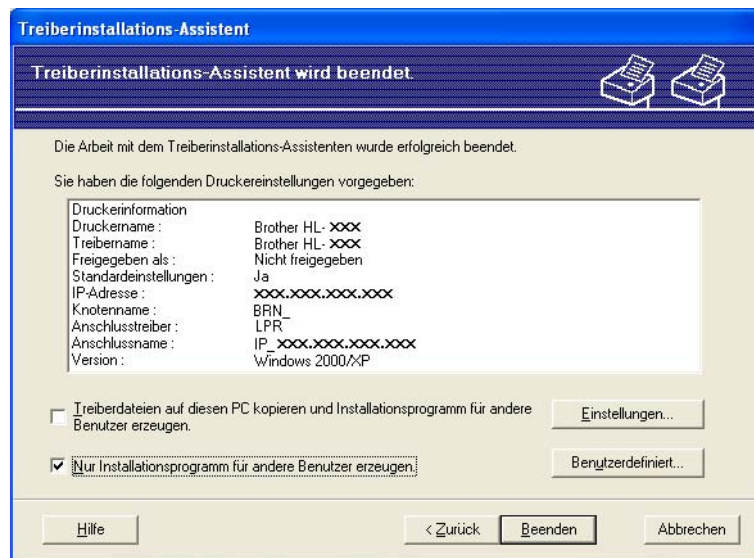 Treiberinstallations-Assistent
Treiberinstallations-Assistent wird beendet.
Die Arbeit mit dem Treiberinstallations-Assistenten wurde erfolgreich beendet.
Sie haben die folgenden Druckereinstellungen vorgegeben:
Druckerinformation
Druckername : Brother HL- XXX
Treibername : Brother HL- XXX
Freigegeben als : Nicht freigegeben
Standardeinstellungen : Ja
IP-Adresse : XXX.XXX.XXX.XXX
Knotenname : BRN_
Anschlusstreiber : LPR
Anschlussname : IP_ XXX.XXX.XXX.XXX
Version : Windows 2000/XP
Treiberdateien auf diesen PC kopieren und Installationsprogramm für andere
Benutzer erzeugen.
Einstellungen...
Nur Installationsprogramm für andere Benutzer erzeugen.
Benutzerdefiniert...
Hilfe
< Zurück
Beenden
Abbrechen